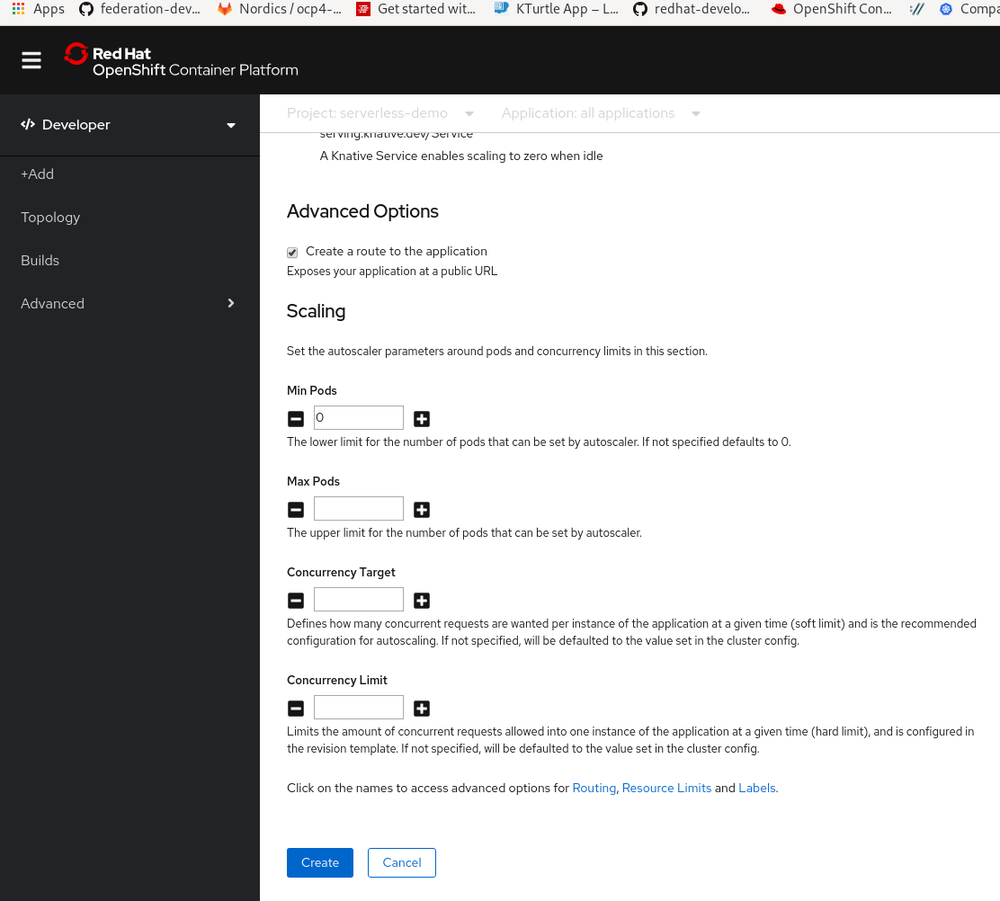 Apps federation-dev... Nordics / ocp4-... Get started wit... KTurtle App – L... redhat-develo... OpenShift Con... Compa
Red Hat
OpenShift Container Platform
Developer
+Add
Topology
Builds
Advanced
Project: serverless-demo Application: all applications
serving.knative.dev/Service
A Knative Service enables scaling to zero when idle
Advanced Options
Create a route to the application
Exposes your application at a public URL
Scaling
Set the autoscaler parameters around pods and concurrency limits in this section.
Min Pods
0
The lower limit for the number of pods that can be set by autoscaler. If not specified defaults to 0.
Max Pods
The upper limit for the number of pods that can be set by autoscaler.
Concurrency Target
Defines how many concurrent requests are wanted per instance of the application at a given time (soft limit) and is the recommended
configuration for autoscaling. If not specified, will be defaulted to the value set in the cluster config.
Concurrency Limit
Limits the amount of concurrent requests allowed into one instance of the application at a given time (hard limit), and is configured in
the revision template. If not specified, will be defaulted to the value set in the cluster config.
Click on the names to access advanced options for Routing, Resource Limits and Labels.
Create Cancel